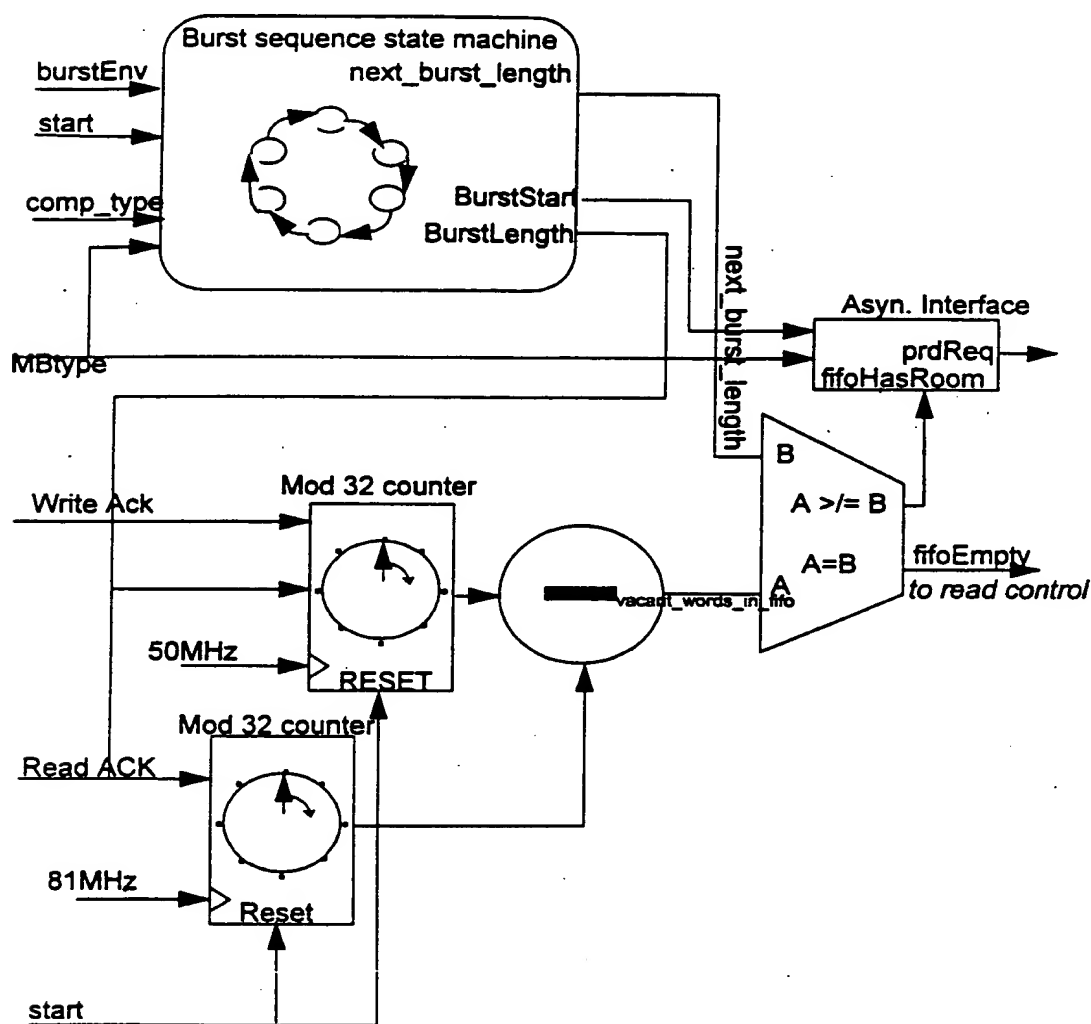 Burst sequence state machine
burstEnv
next_burst_length
start
comp_type
BurstStart
BurstLength
next_burst_length
Asyn. Interface
MBtype
prdReq
fifoHasRoom
B
Mod 32 counter
Write Ack
A >/= B
fifoEmpty
A=B
A
to read control
vacant_words_in_fifo
50MHz
RESET
Mod 32 counter
Read ACK
81MHz
Reset
start